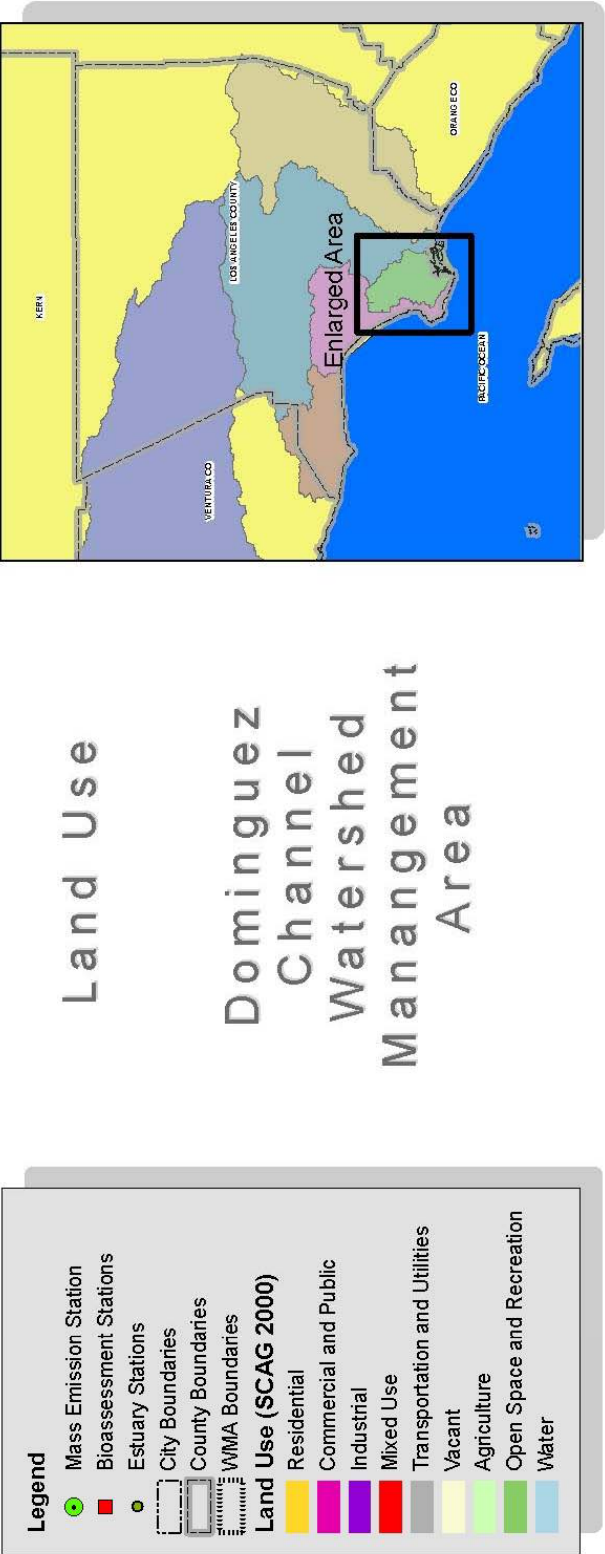 Legend
Mass Emission Station
Bioassessment Stations
Estuary Stations
City Boundaries
County Boundaries
WMA Boundaries
Land Use (SCAG 2000)
Residential
Commercial and Public
Industrial
Mixed Use
Transportation and Utilities
Vacant
Agriculture
Open Space and Recreation
Water
Land Use
Dominguez
Channel
Watershed
Manangement
Area
KERN
LOS ANGELES COUNTY
VENTURA CO
Enlarged Area
ORANGE CO
PACIFIC OCEAN